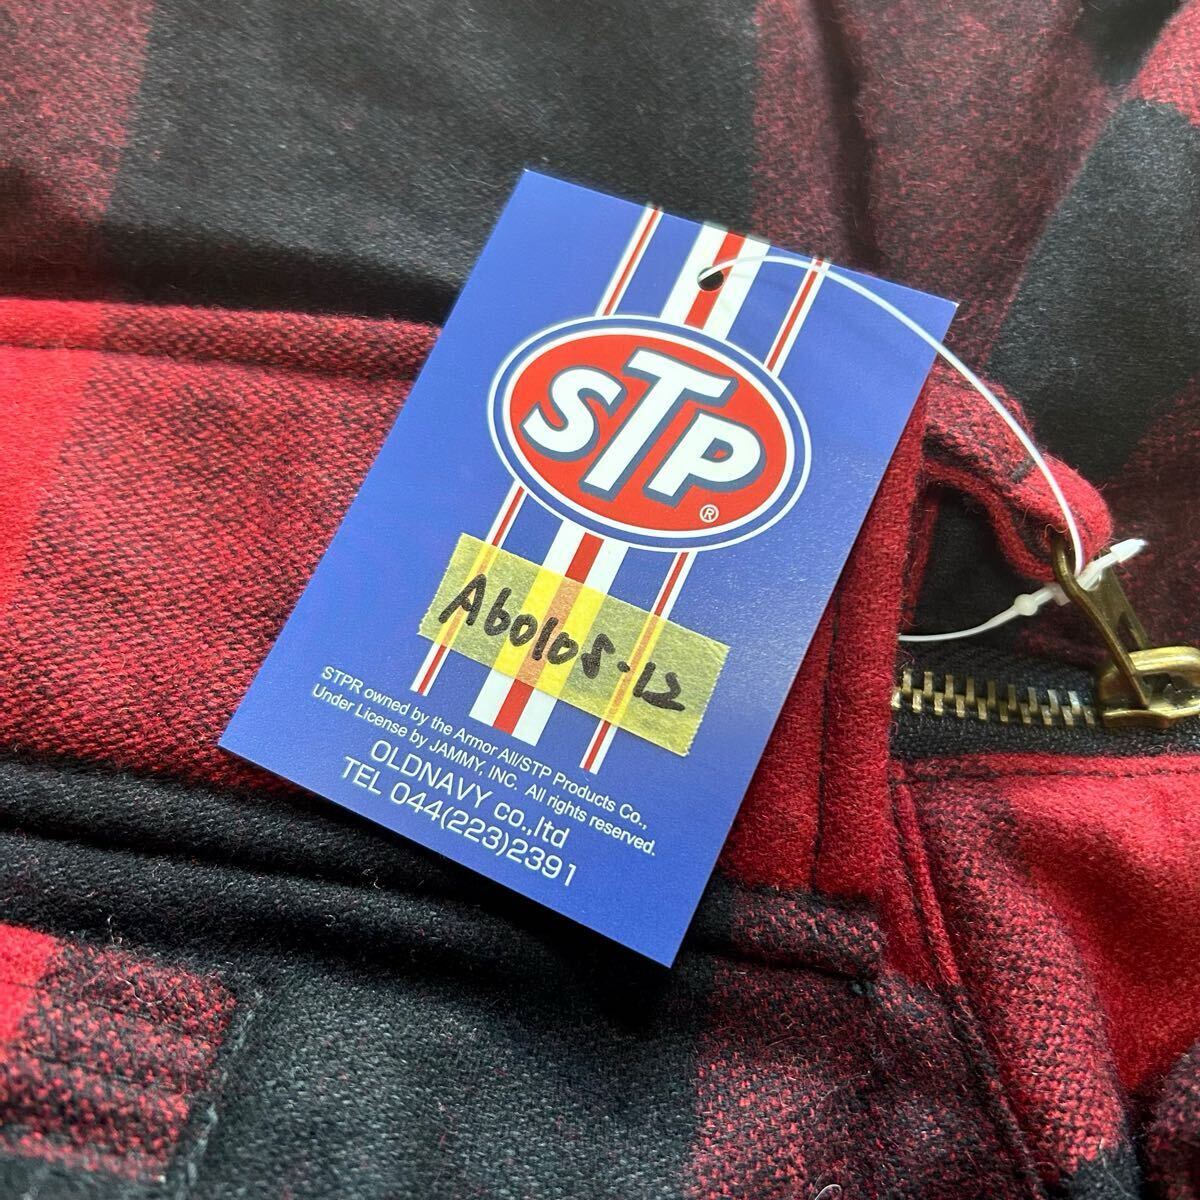 STP
®
A60108-12
STPR owned by the Armor All/STP Products Co.,
Under License by JAMMY, INC. All rights reserved.
OLDNAVY co.,ltd
TEL 044(223)2391